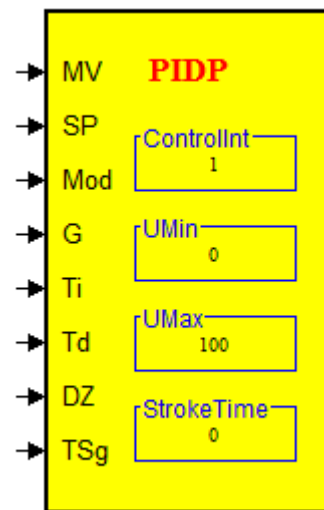 MV PIDP
SP
ControlInt
1
Mod
G
UMin
0
Ti
UMax
Td
100
DZ
StrokeTime
0
TSg